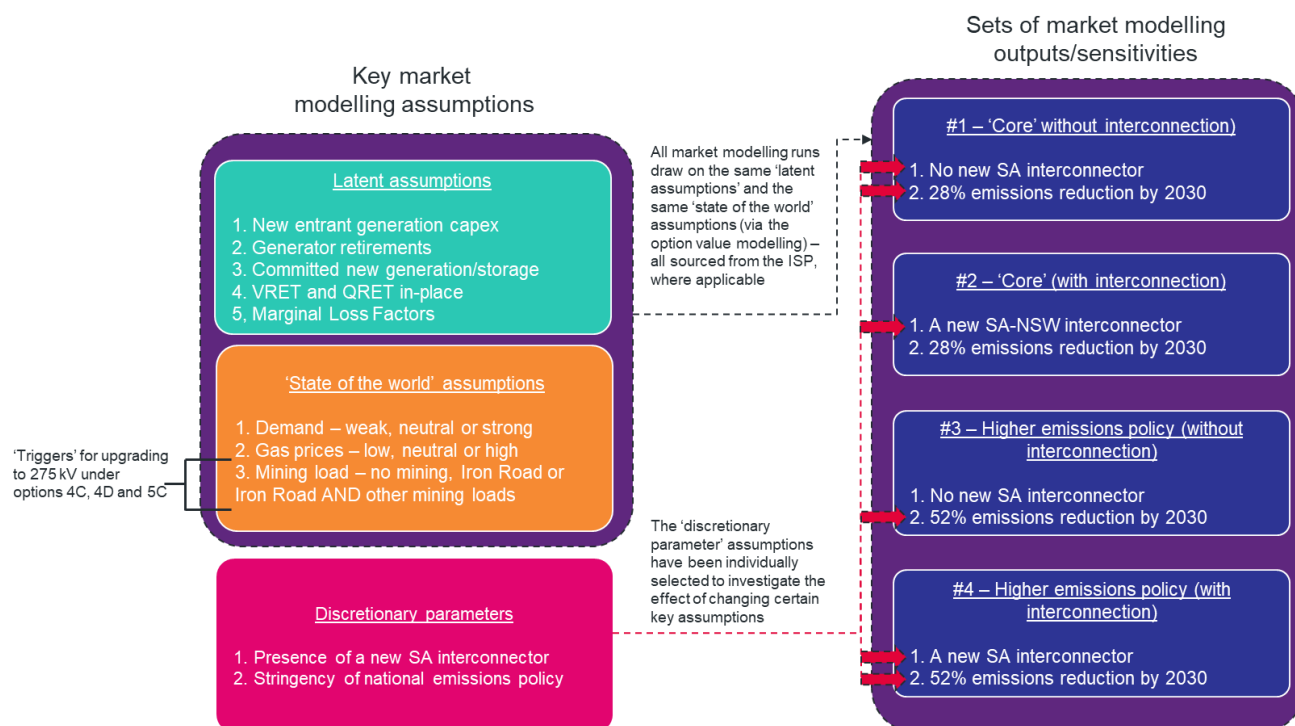 Key market
modelling assumptions
Latent assumptions
1. New entrant generation capex
2. Generator retirements
3. Committed new generation/storage
4. VRET and QRET in-place
5, Marginal Loss Factors
‘State of the world’ assumptions
1. Demand – weak, neutral or strong
2. Gas prices – low, neutral or high
3. Mining load – no mining, Iron Road or
Iron Road AND other mining loads
‘Triggers’ for upgrading
to 275 kV under
options 4C, 4D and 5C
Discretionary parameters
1. Presence of a new SA interconnector
2. Stringency of national emissions policy
All market modelling runs
draw on the same ‘latent
assumptions’ and the
same ‘state of the world’
assumptions (via the
option value modelling) –
all sourced from the ISP,
where applicable
The ‘discretionary
parameter’ assumptions
have been individually
selected to investigate the
effect of changing certain
key assumptions
Sets of market modelling
outputs/sensitivities
#1 – ‘Core’ without interconnection)
1. No new SA interconnector
2. 28% emissions reduction by 2030
#2 – ‘Core’ (with interconnection)
1. A new SA-NSW interconnector
2. 28% emissions reduction by 2030
#3 – Higher emissions policy (without
interconnection)
1. No new SA interconnector
2. 52% emissions reduction by 2030
#4 – Higher emissions policy (with
interconnection)
1. A new SA interconnector
2. 52% emissions reduction by 2030